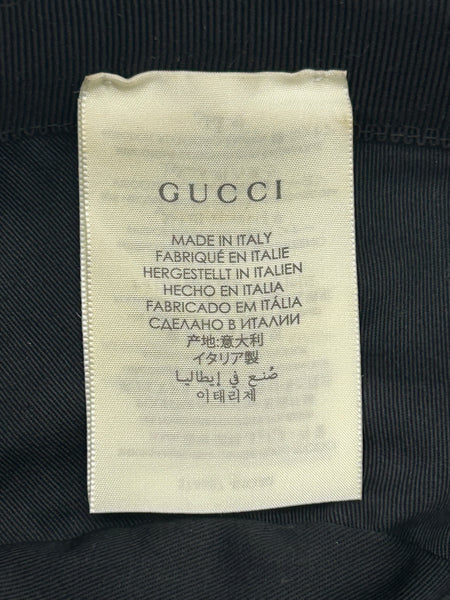 GUCCI
MADE IN ITALY
FABRIQUÉ EN ITALIE
HERGESTELLT IN ITALIEN
HECHO EN ITALIA
FABRICADO EM ITÁLIA
СДЕЛАНО В ИТАЛИИ
产地:意大利
イタリア製
صُنع في إيطاليا
이태리제